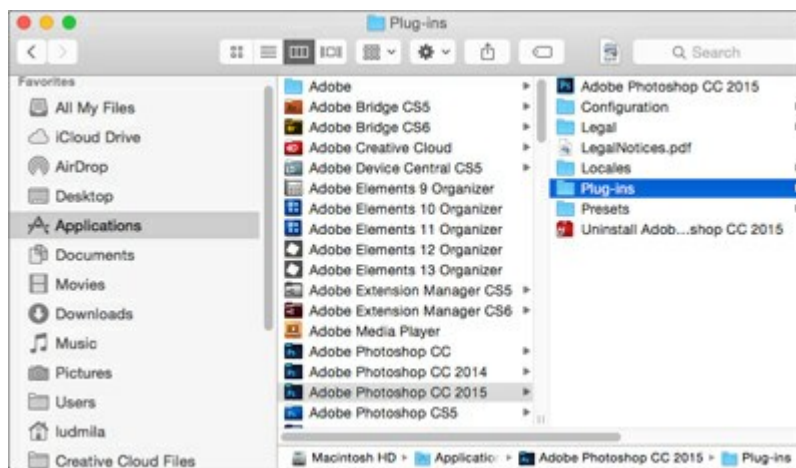 Plug-ins
Search
Favorites
All My Files
iCloud Drive
AirDrop
Desktop
Applications
Documents
Movies
Downloads
Music
Pictures
Users
ludmila
Creative Cloud Files
Adobe
Adobe Bridge CS5
Adobe Bridge CS6
Adobe Creative Cloud
Adobe Device Central CS5
Adobe Elements 9 Organizer
Adobe Elements 10 Organizer
Adobe Elements 11 Organizer
Adobe Elements 12 Organizer
Adobe Elements 13 Organizer
Adobe Extension Manager CS5
Adobe Extension Manager CS6
Adobe Media Player
Adobe Photoshop CC
Adobe Photoshop CC 2014
Adobe Photoshop CC 2015
Adobe Photoshop CS5
Adobe Photoshop CC 2015
Configuration
Legal
LegalNotices.pdf
Locales
Plug-ins
Presets
Uninstall Adob...shop CC 2015
Macintosh HD Applicatio Adobe Photoshop CC 2015 Plug-ins